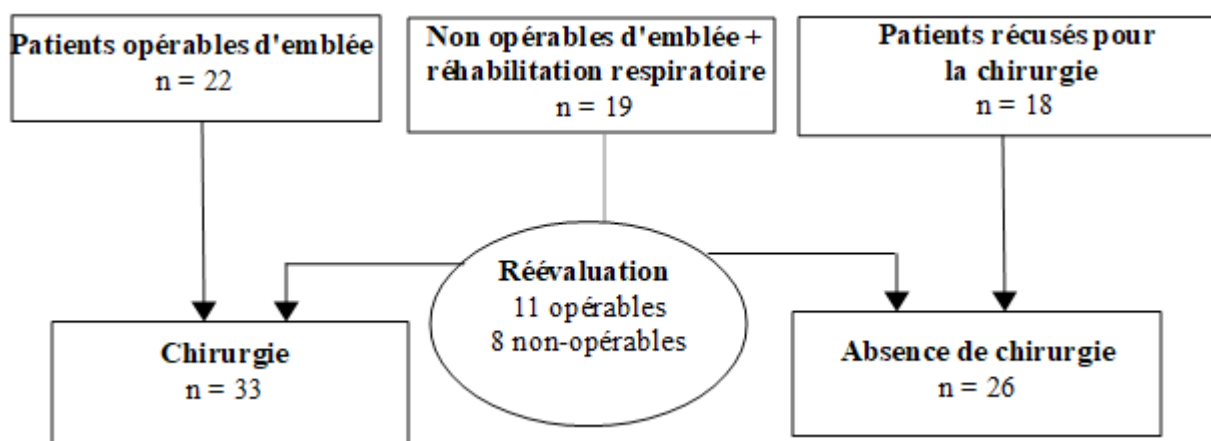 Patients opérables d'emblée
n = 22
Non opérables d'emblée +
réhabilitation respiratoire
n = 19
Patients récusés pour
la chirurgie
n = 18
Réévaluation
11 opérables
8 non-opérables
Chirurgie
n = 33
Absence de chirurgie
n = 26